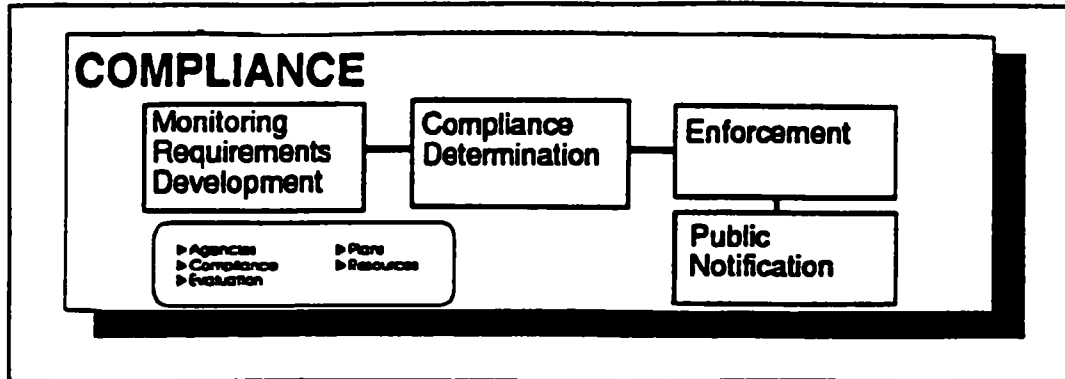 COMPLIANCE
Monitoring
Requirements
Development
Compliance
Determination
Enforcement
Public
Notification
▷ Agencies
▷ Compliance
▷ Evaluation
▷ Plans
▷ Resources